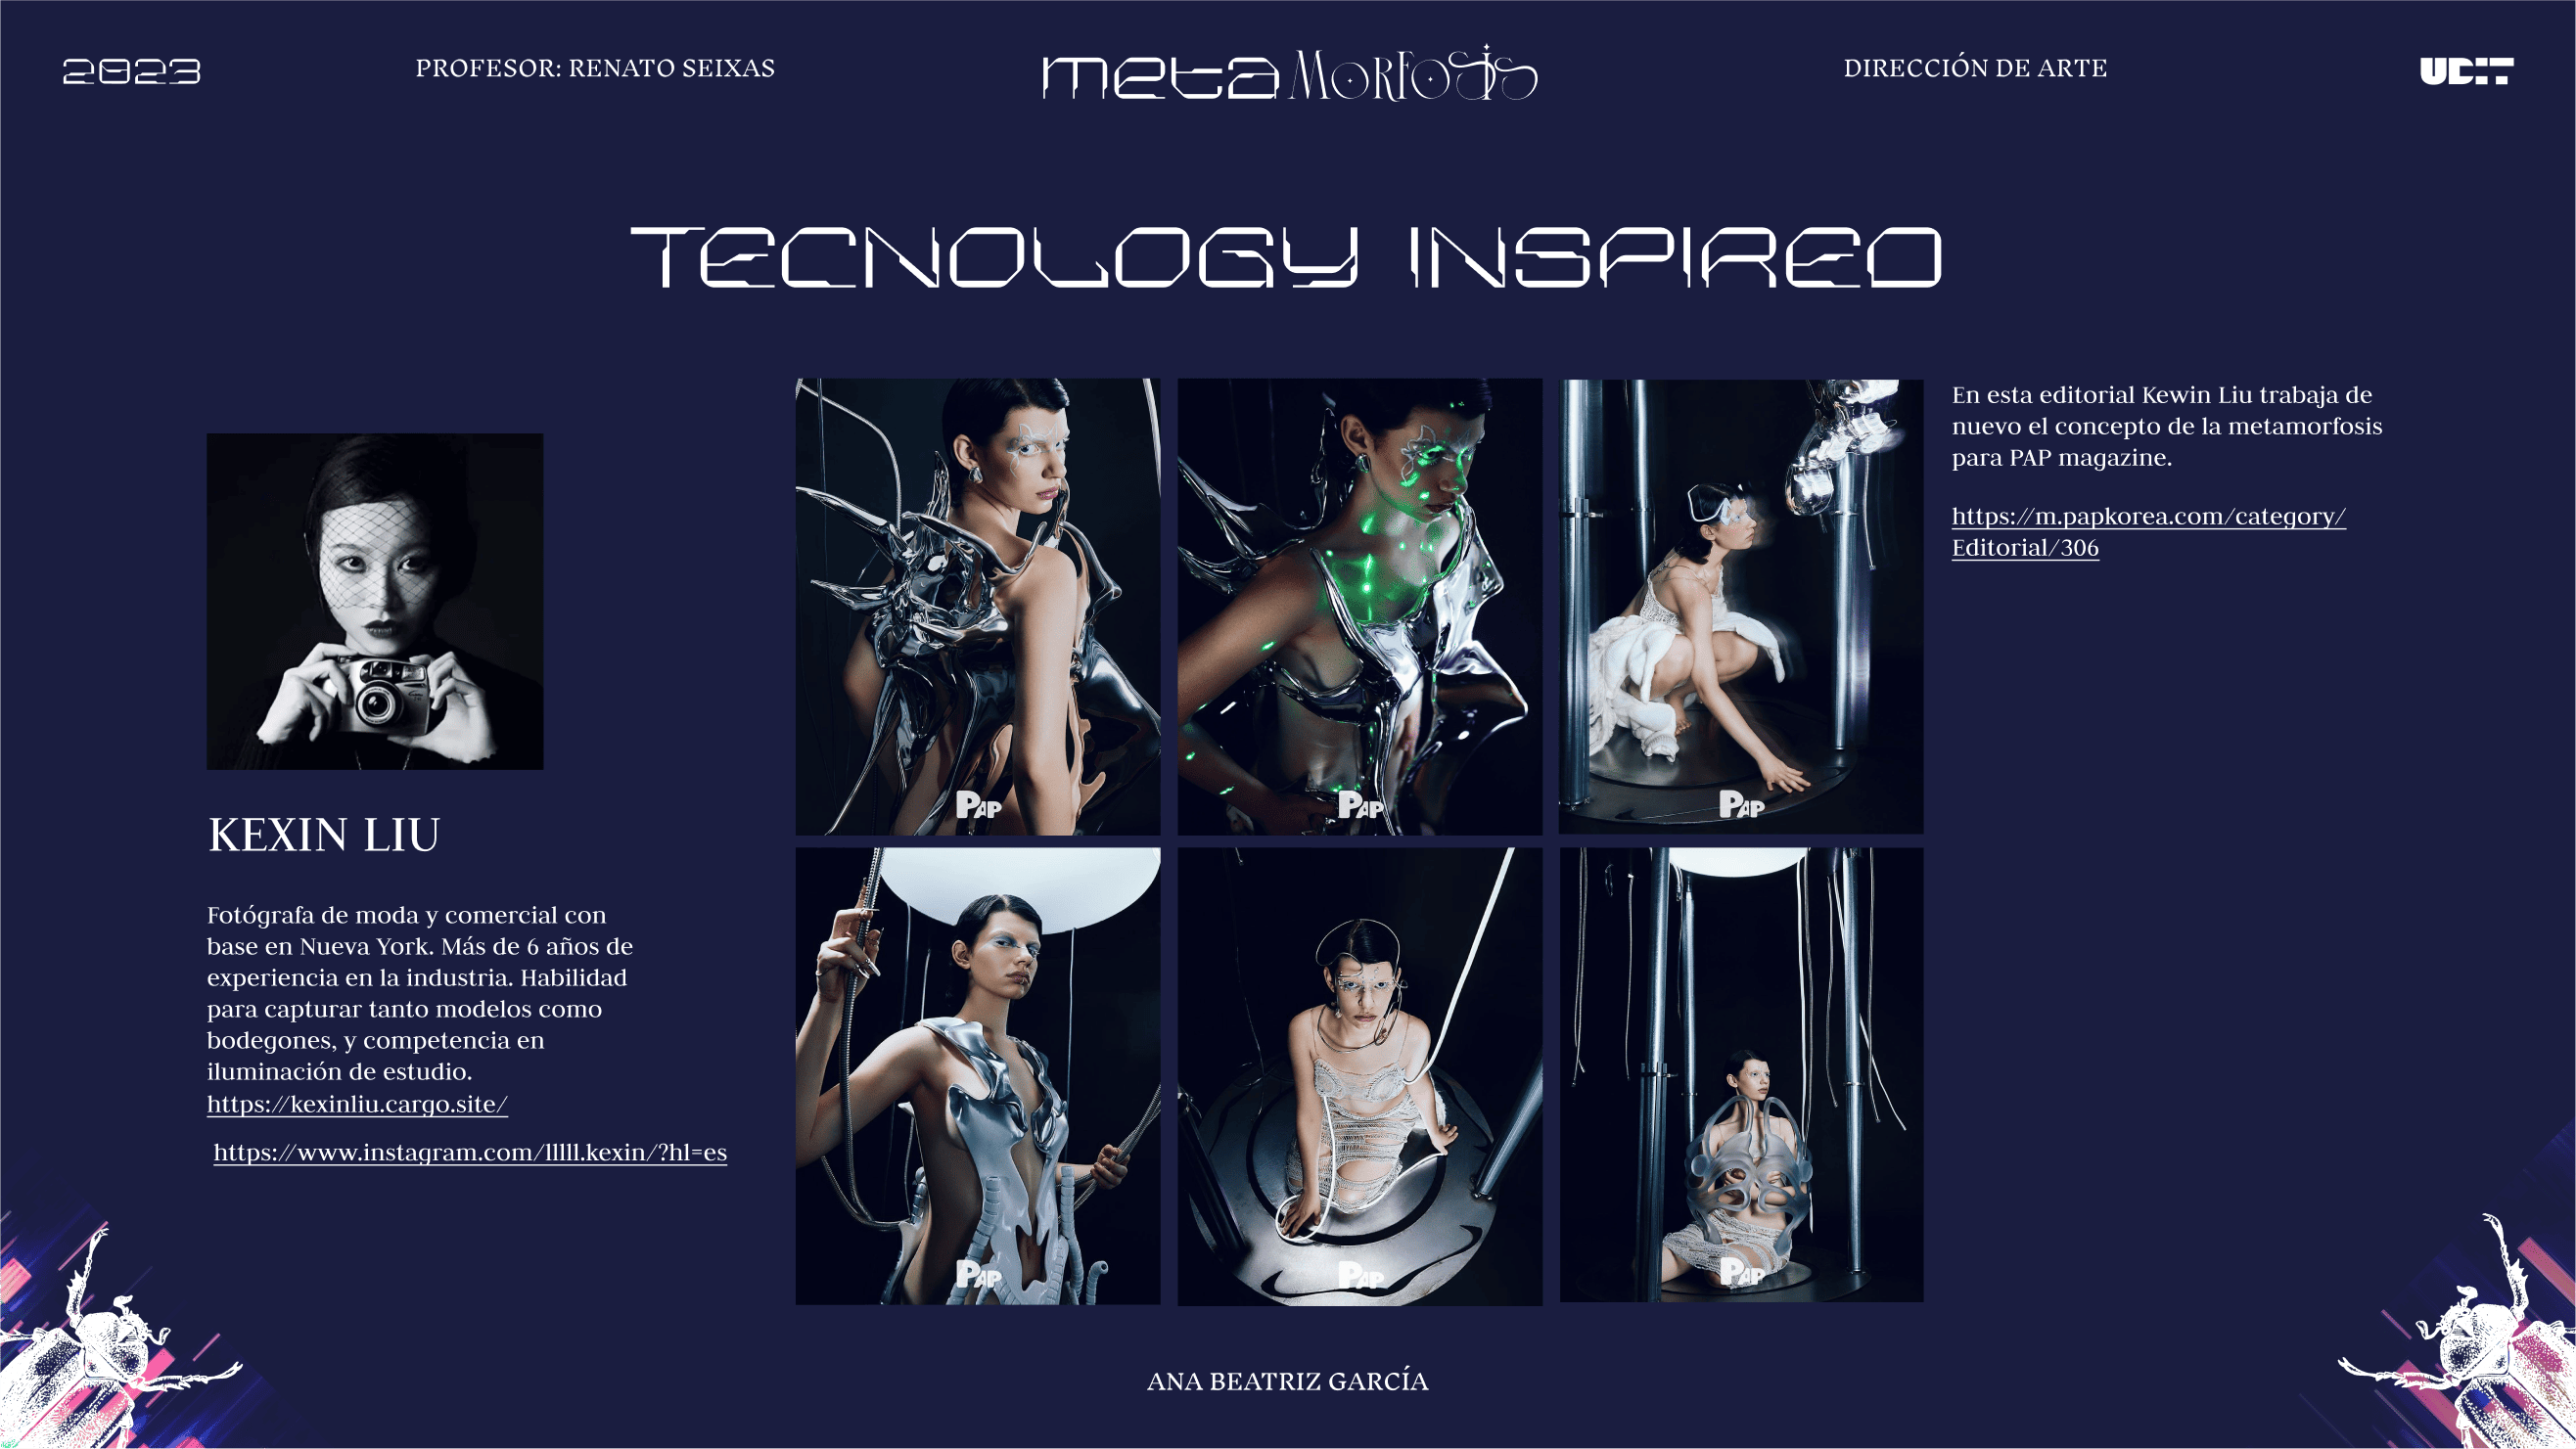 2023
PROFESOR: RENATO SEIXAS
metaMORFOSIS
DIRECCIÓN DE ARTE
UDIT
TECNOLOGY INSPIRED
KEXIN LIU
Fotógrafa de moda y comercial con
base en Nueva York. Más de 6 años de
experiencia en la industria. Habilidad
para capturar tanto modelos como
bodegones, y competencia en
iluminación de estudio.
https://kexinliu.cargo.site/
https://www.instagram.com/lllll.kexin/?hl=es
PAP
PAP
PAP
PAP
PAP
PAP
En esta editorial Kewin Liu trabaja de
nuevo el concepto de la metamorfosis
para PAP magazine.
https://m.papkorea.com/category/
Editorial/306
ANA BEATRIZ GARCÍA